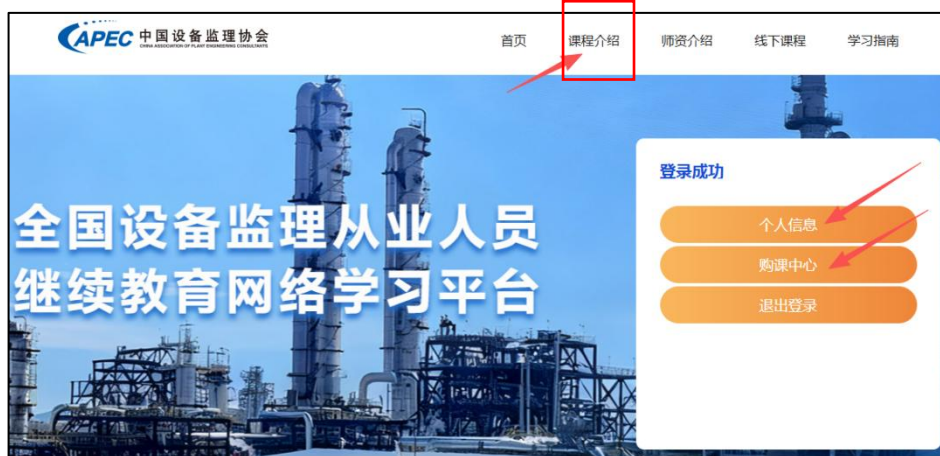 APEC 中国设备监理协会
CHINA ASSOCIATION OF PLANT ENGINEERING CONSULTANTS
首页 课程介绍 师资介绍 线下课程 学习指南
登录成功
个人信息
购课中心
退出登录
全国设备监理从业人员
继续教育网络学习平台